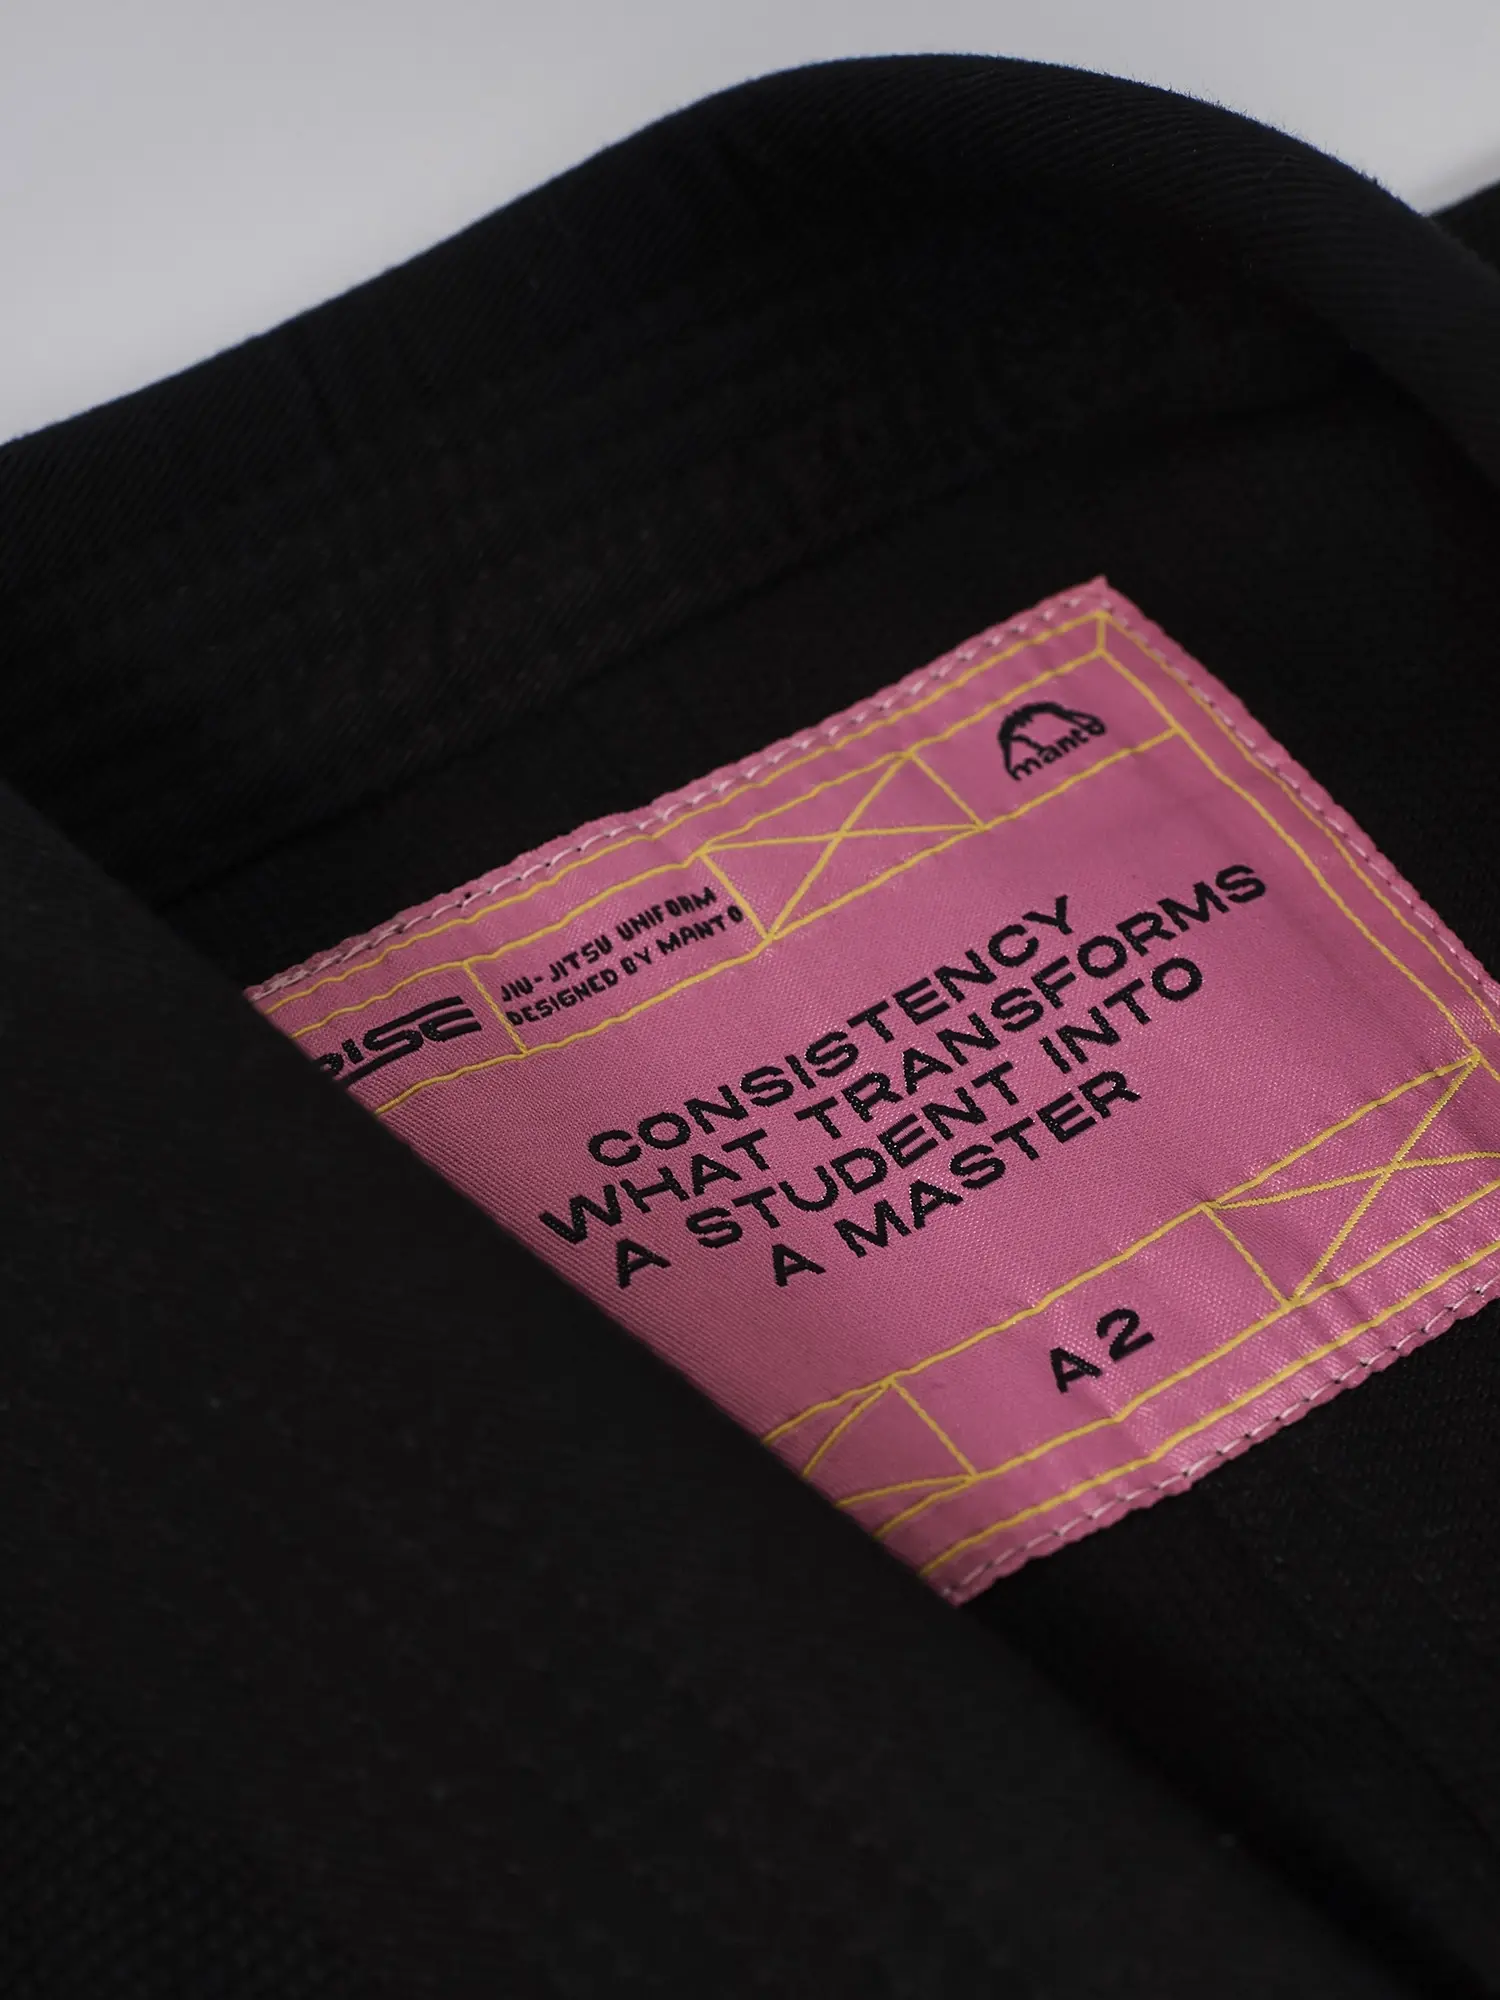 manto
RISE
JIU-JITSU UNIFORM
DESIGNED BY MANTO
CONSISTENCY
WHAT TRANSFORMS
A STUDENT INTO
A MASTER
A2